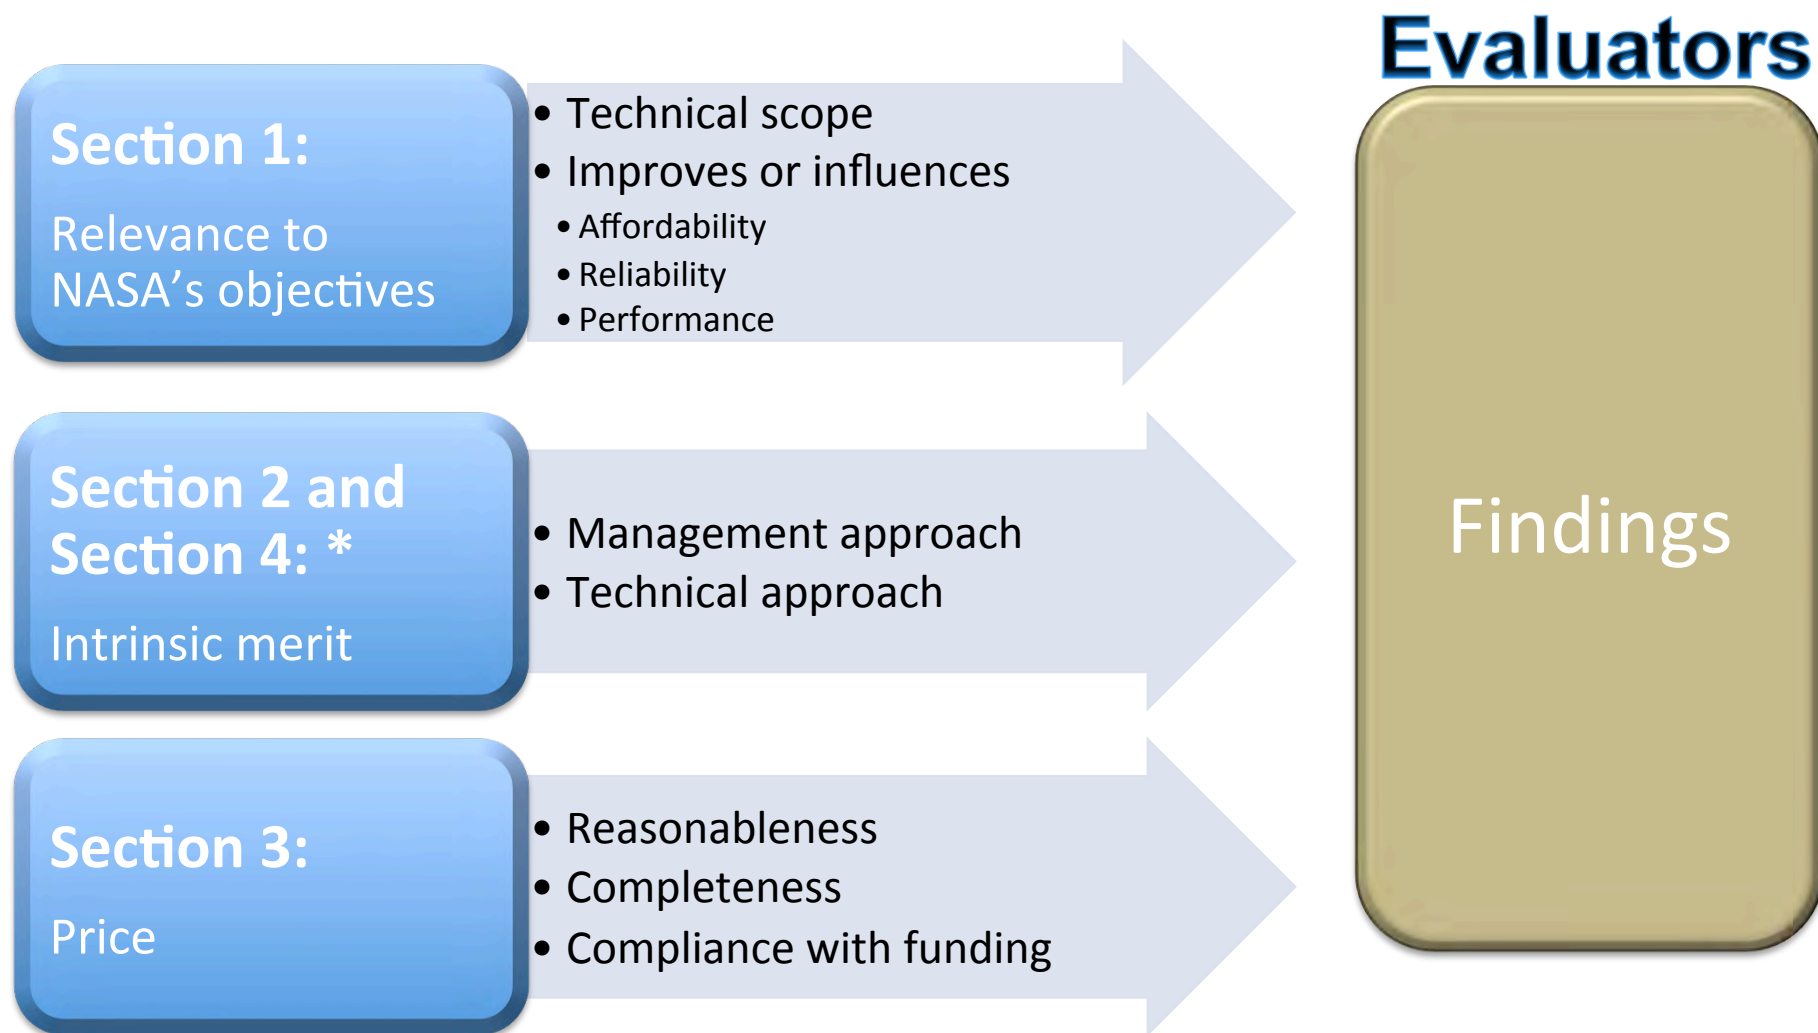 Evaluators
Section 1:
Relevance to
NASA’s objectives
• Technical scope
• Improves or influences
• Affordability
• Reliability
• Performance
Section 2 and
Section 4: *
Intrinsic merit
• Management approach
• Technical approach
Section 3:
Price
• Reasonableness
• Completeness
• Compliance with funding
Findings